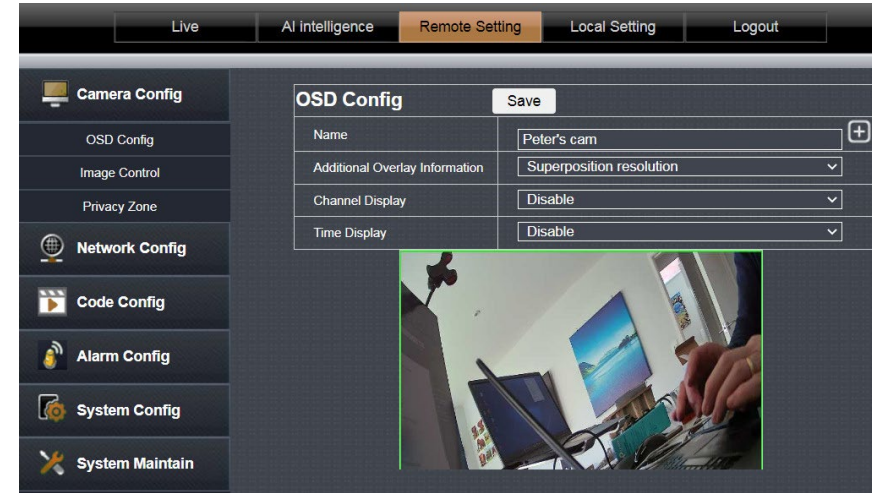 Live AI intelligence Remote Setting Local Setting Logout
Camera Config
OSD Config
Image Control
Privacy Zone
Network Config
Code Config
Alarm Config
System Config
System Maintain
OSD Config Save
Name Peter's cam
Additional Overlay Information Superposition resolution
Channel Display Disable
Time Display Disable